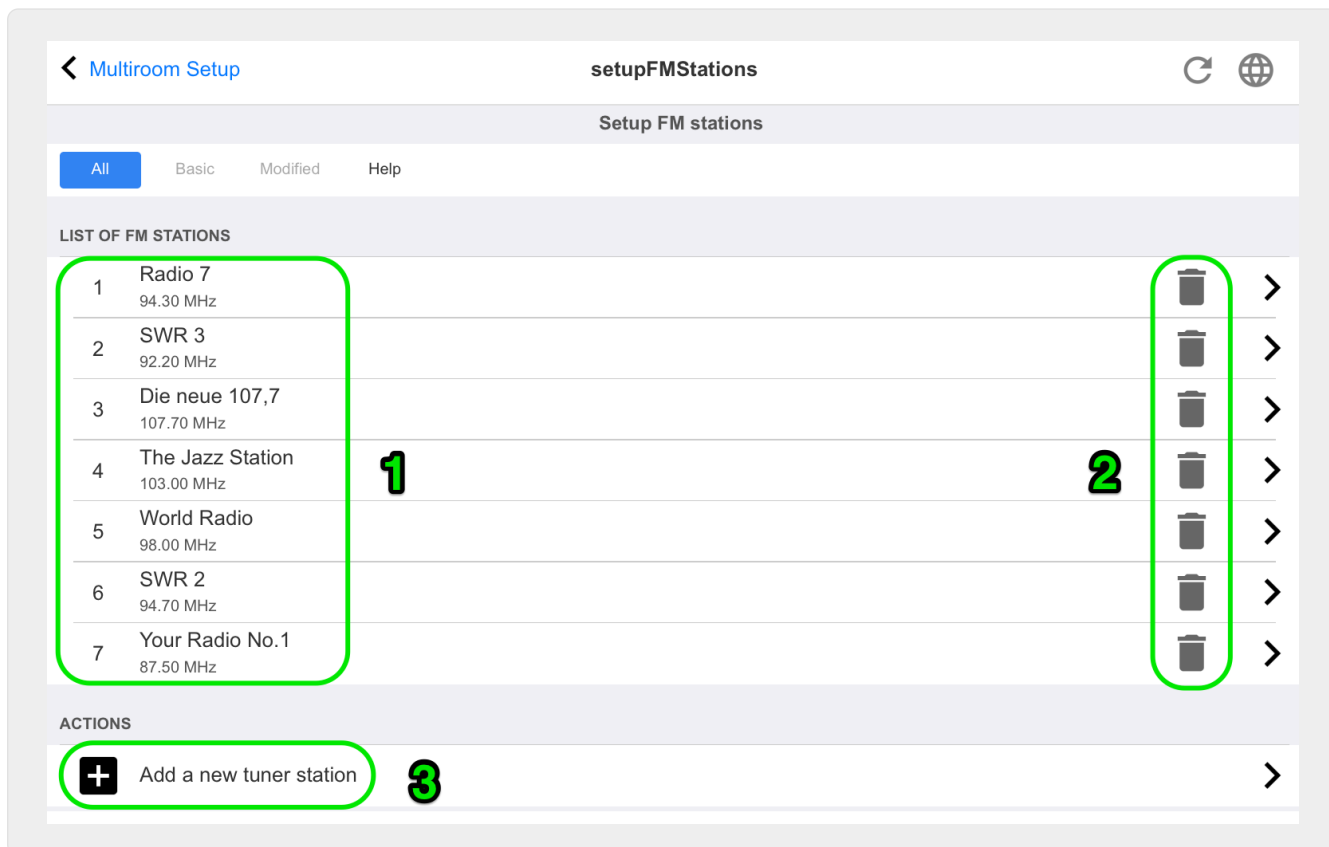 Multiroom Setup setupFMStations
Setup FM stations
All Basic Modified Help
LIST OF FM STATIONS
1 Radio 7
94.30 MHz
2 SWR 3
92.20 MHz
3 Die neue 107,7
107.70 MHz
4 The Jazz Station
103.00 MHz
5 World Radio
98.00 MHz
6 SWR 2
94.70 MHz
7 Your Radio No.1
87.50 MHz
1
2
ACTIONS
Add a new tuner station
3